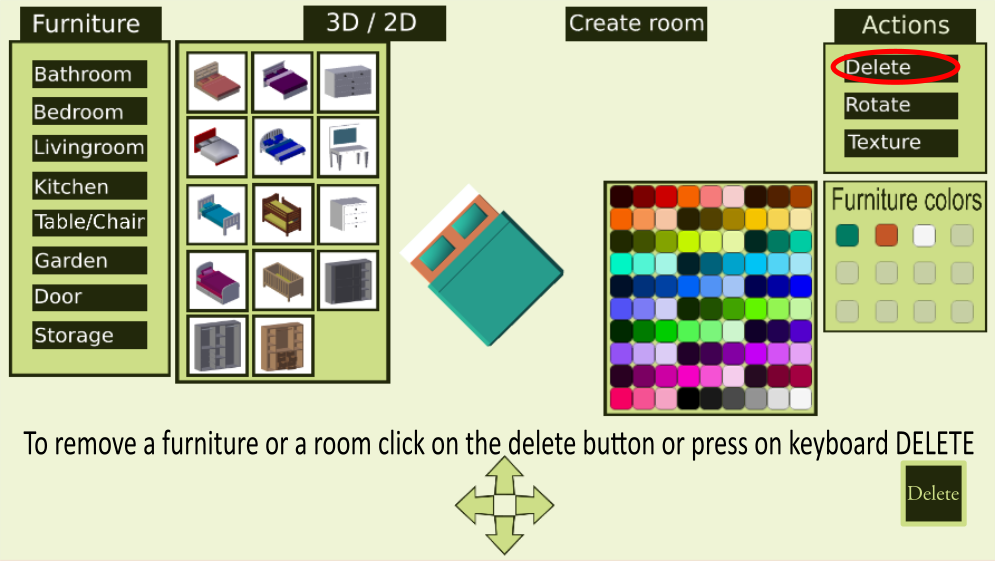 Furniture
3D / 2D
Create room
Actions
Bathroom
Bedroom
Livingroom
Kitchen
Table/Chair
Garden
Door
Storage
Delete
Rotate
Texture
Furniture colors
To remove a furniture or a room click on the delete button or press on keyboard DELETE
Delete